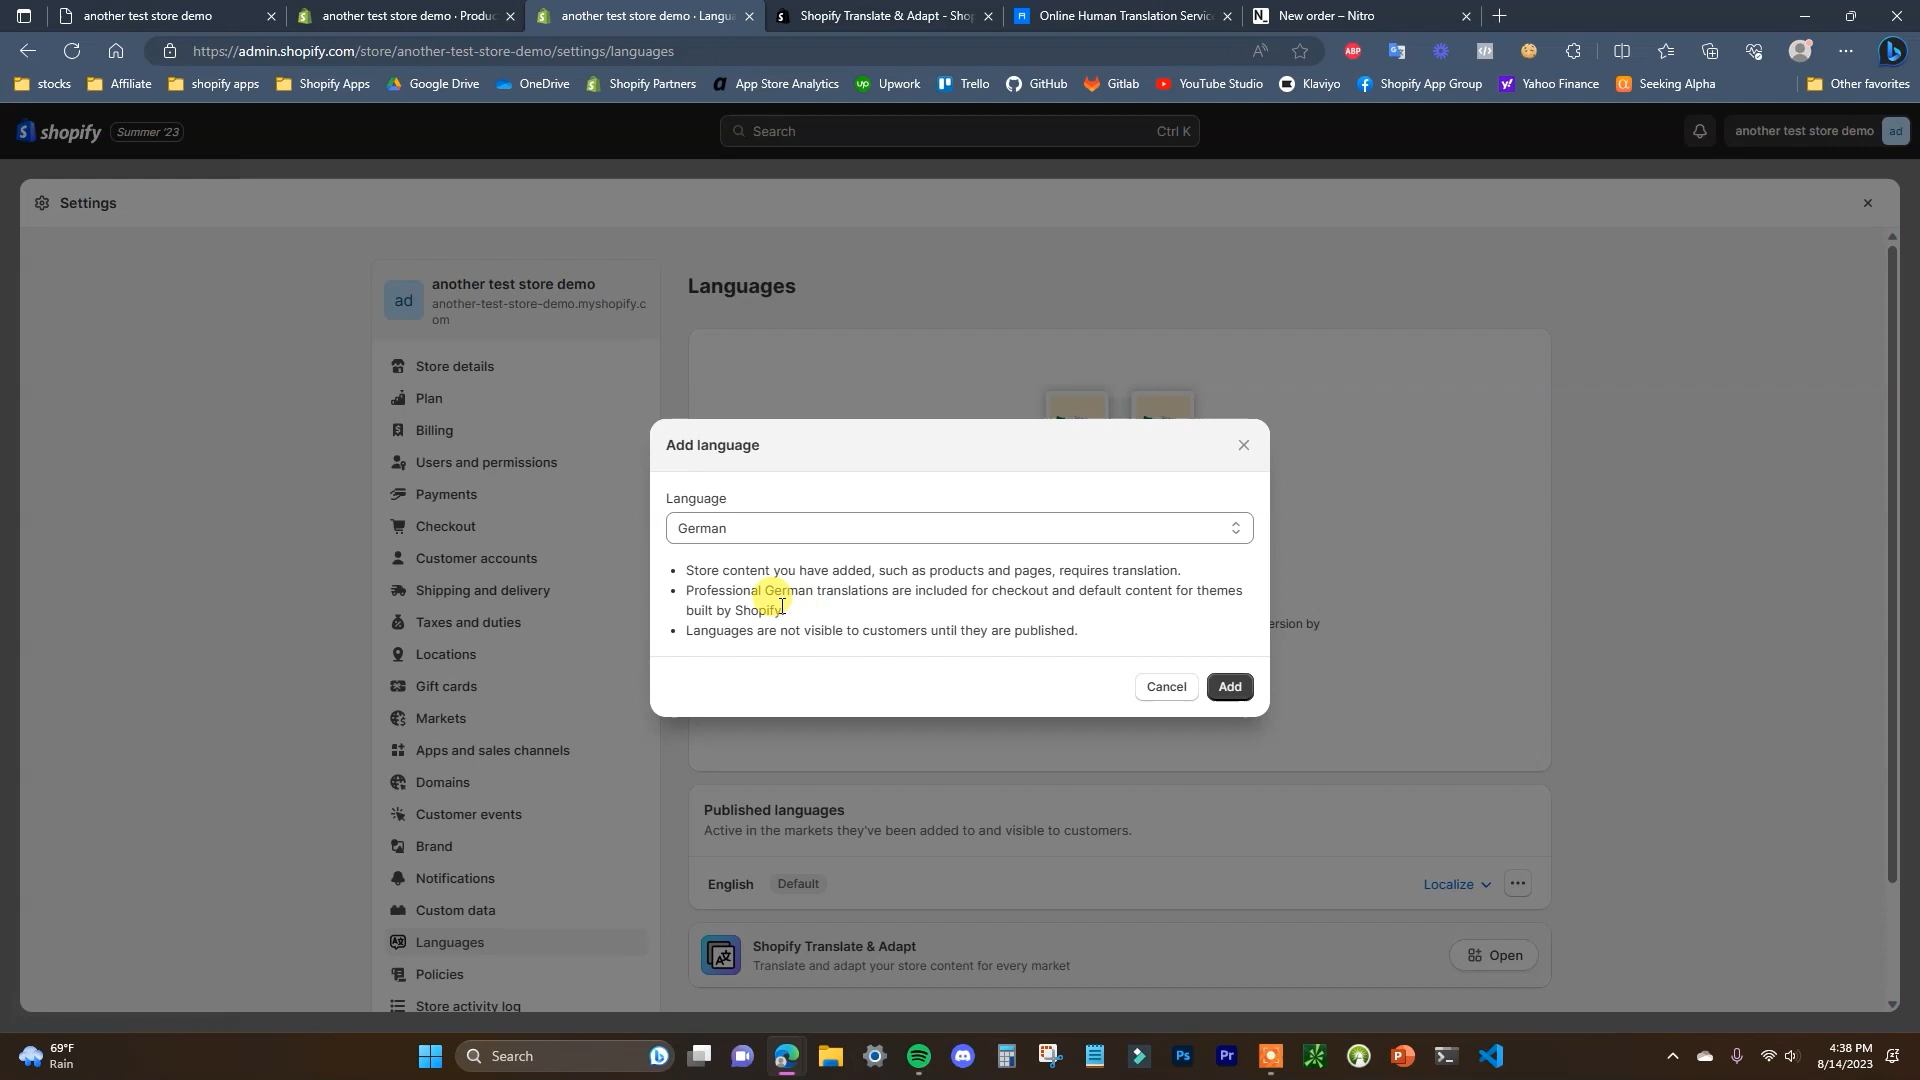 another test store demo
another test store demo · Produc
another test store demo · Langua
Shopify Translate & Adapt - Shop
Online Human Translation Service
New order – Nitro
https://admin.shopify.com/store/another-test-store-demo/settings/languages
stocks
Affiliate
shopify apps
Shopify Apps
Google Drive
OneDrive
Shopify Partners
App Store Analytics
Upwork
Trello
GitHub
Gitlab
YouTube Studio
Klaviyo
Shopify App Group
Yahoo Finance
Seeking Alpha
Other favorites
shopify
Summer '23
Search
Ctrl K
another test store demo
ad
Settings
ad
another test store demo
another-test-store-demo.myshopify.c
om
Store details
Plan
Billing
Users and permissions
Payments
Checkout
Customer accounts
Shipping and delivery
Taxes and duties
Locations
Gift cards
Markets
Apps and sales channels
Domains
Customer events
Brand
Notifications
Custom data
Languages
Policies
Store activity log
Languages
ersion by
Add language
Language
German
• Store content you have added, such as products and pages, requires translation.
• Professional German translations are included for checkout and default content for themes
built by Shopify.
• Languages are not visible to customers until they are published.
Cancel
Add
Published languages
Active in the markets they've been added to and visible to customers.
English
Default
Localize
Shopify Translate & Adapt
Translate and adapt your store content for every market
Open
69°F
Rain
Search
4:38 PM
8/14/2023